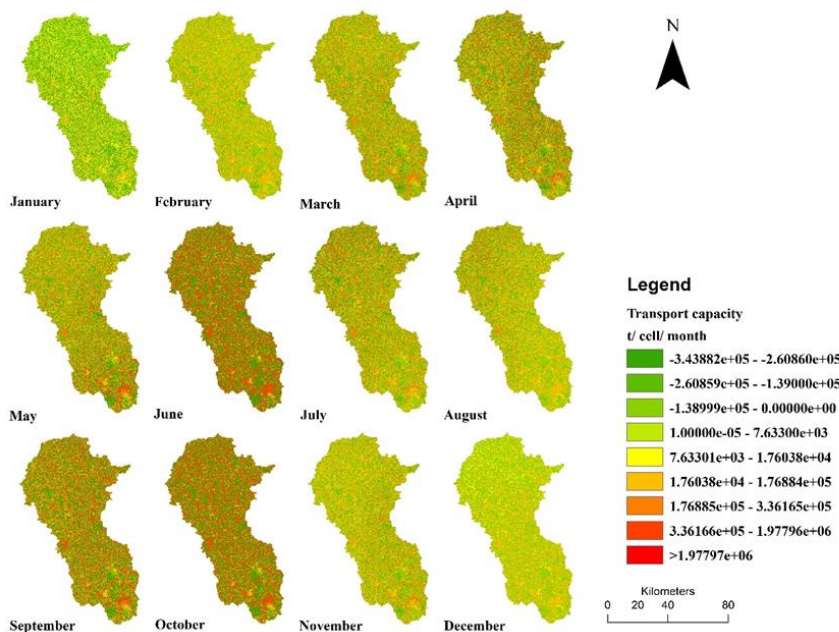 N
January
February
March
April
May
June
July
August
September
October
November
December
Legend
Transport capacity
t/ cell/ month
-3.43882e+05 - -2.60860e+05
-2.60859e+05 - -1.39000e+05
-1.38999e+05 - 0.00000e+00
1.00000e-05 - 7.63300e+03
7.63301e+03 - 1.76038e+04
1.76038e+04 - 1.76884e+05
1.76885e+05 - 3.36165e+05
3.36166e+05 - 1.97796e+06
>1.97797e+06
Kilometers
0 20 40 80